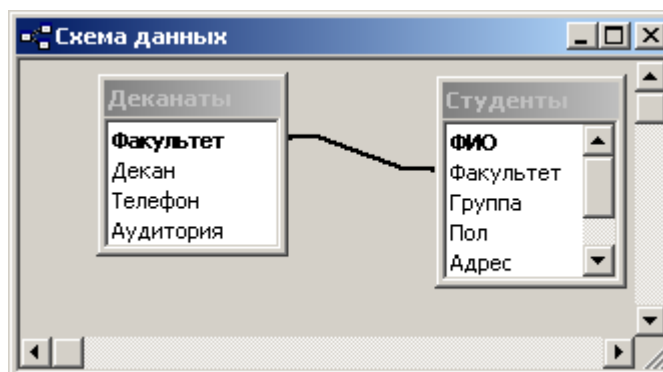 Схема данных
Деканаты
Факультет
Декан
Телефон
Аудитория
Студенты
ФИО
Факультет
Группа
Пол
Адрес